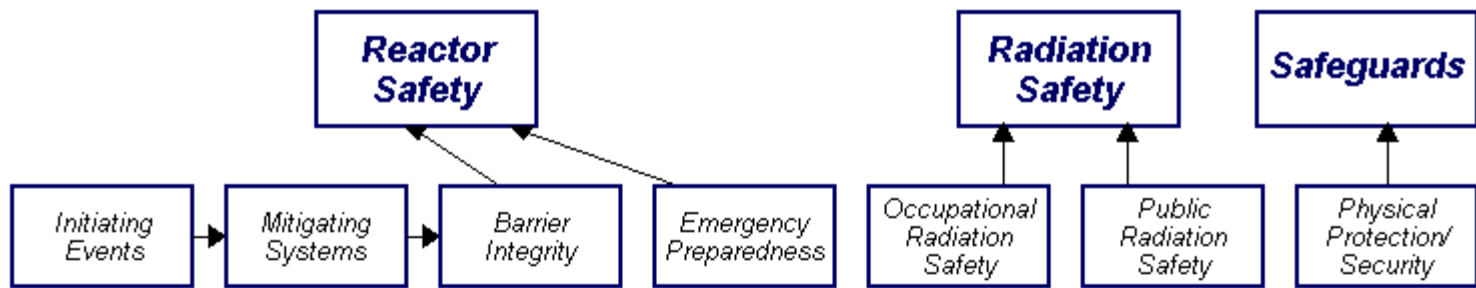 Reactor
Safety
Radiation
Safety
Safeguards
Initiating
Events
Mitigating
Systems
Barrier
Integrity
Emergency
Preparedness
Occupational
Radiation
Safety
Public
Radiation
Safety
Physical
Protection/
Security